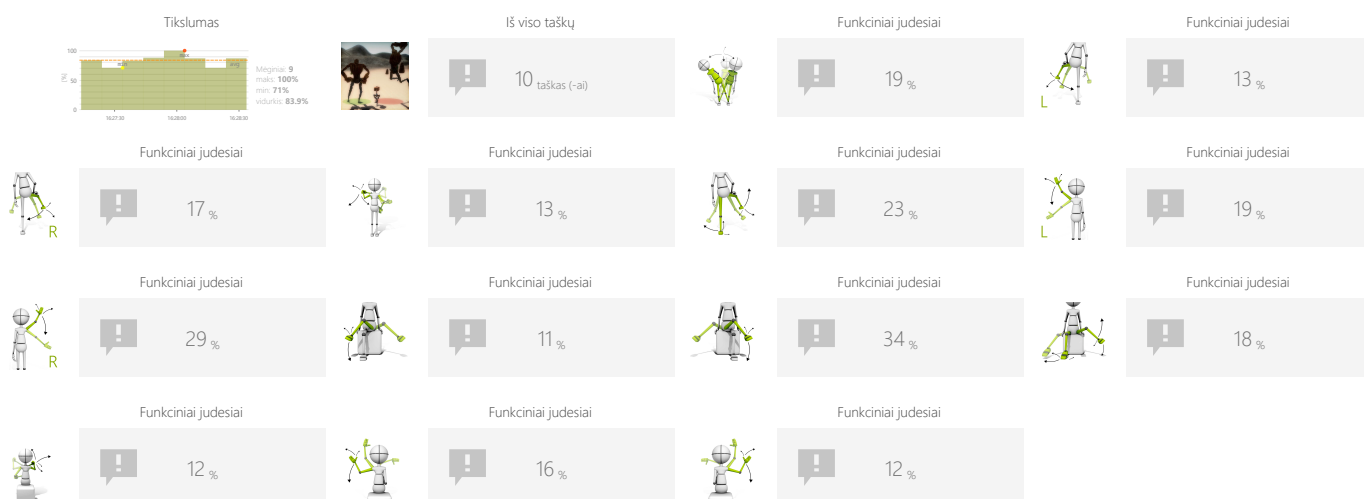 Tikslumas
100
max
min
avg
50
(%)
0
16:27:30
16:28:00
16:28:30
Mėginiai: 9
maks: 100%
min: 71%
vidurkis: 83.9%
Iš viso taškų
10 taškas (-ai)
Funkciniai judesiai
19 %
Funkciniai judesiai
L
13 %
Funkciniai judesiai
R
17 %
Funkciniai judesiai
13 %
Funkciniai judesiai
23 %
Funkciniai judesiai
L
19 %
Funkciniai judesiai
R
29 %
Funkciniai judesiai
11 %
Funkciniai judesiai
34 %
Funkciniai judesiai
18 %
Funkciniai judesiai
12 %
Funkciniai judesiai
16 %
Funkciniai judesiai
12 %